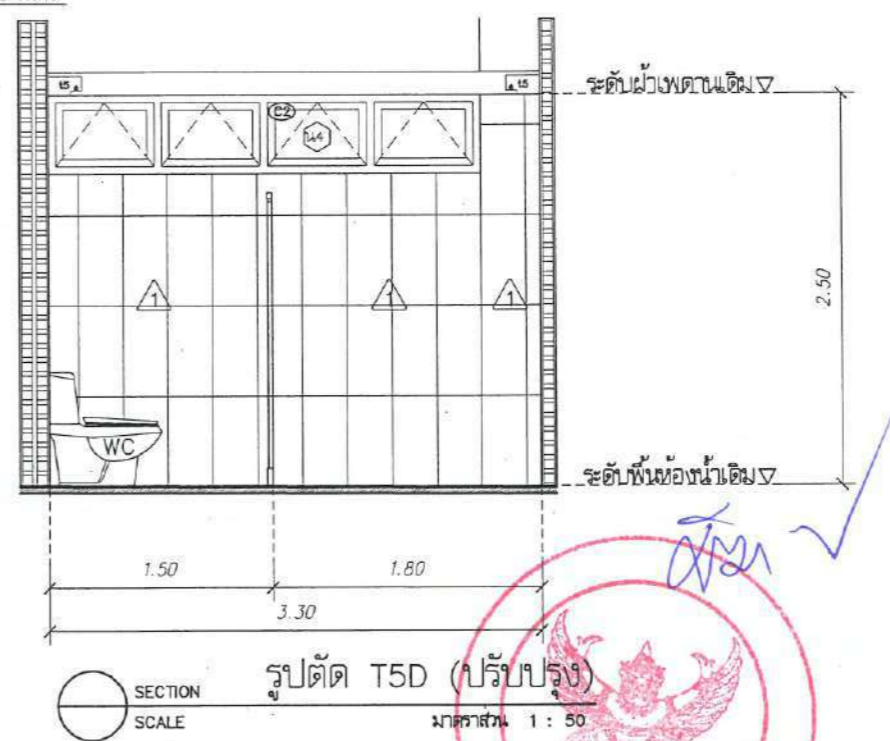 t5
t5
ระดับฝ้าเพดานเดิม
C2
น4
1
1
1
2.50
WC
ระดับพื้นห้องน้ำเดิม
1.50
1.80
3.30
รูปตัด T5D (ปรับปรุง)
SECTION
SCALE
มาตราส่วน 1 : 50